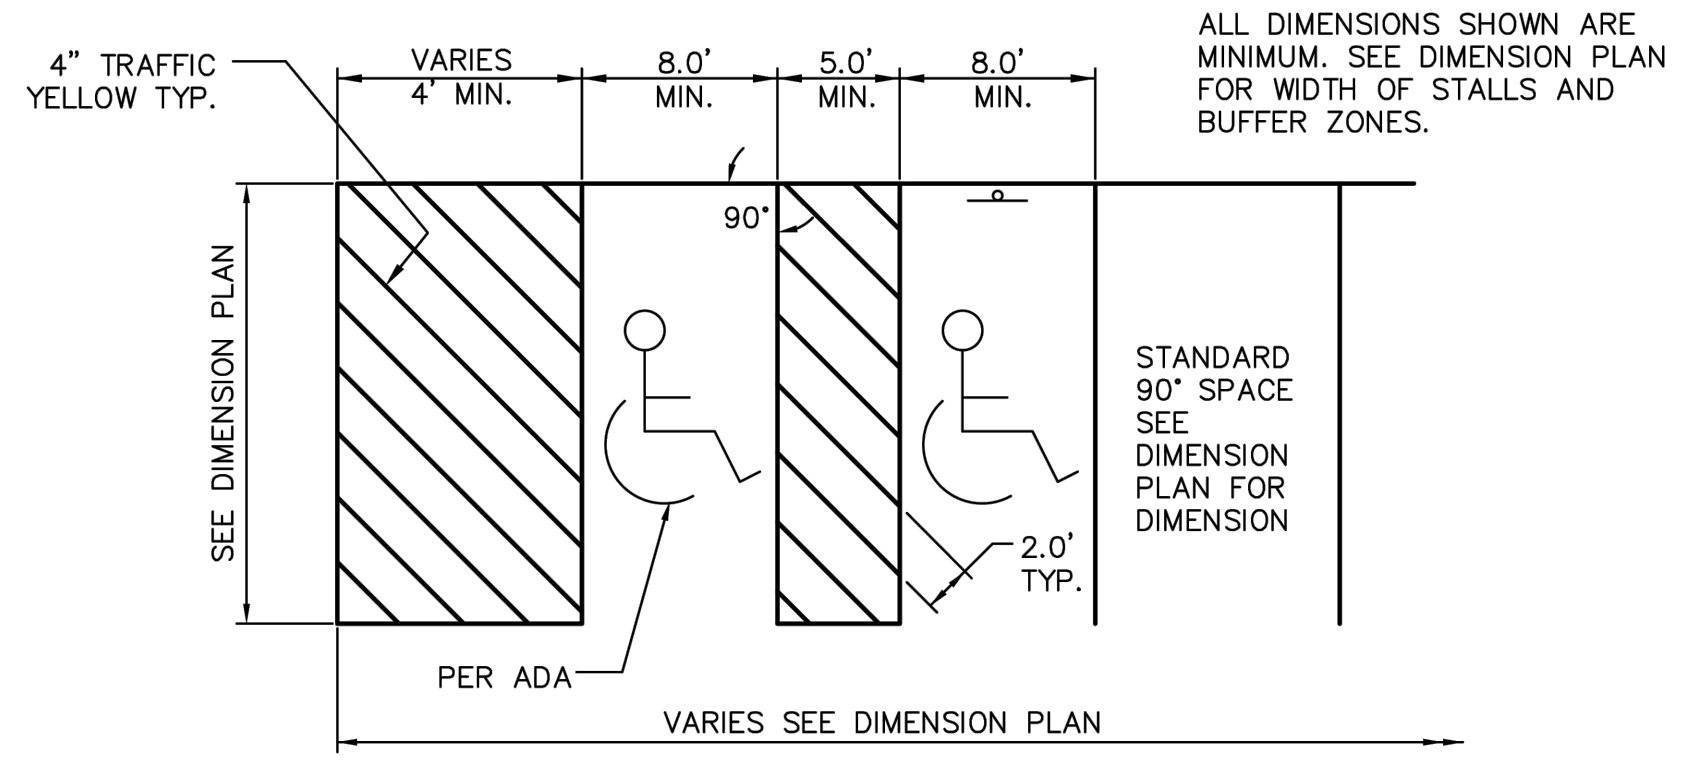 ALL DIMENSIONS SHOWN ARE
MINIMUM. SEE DIMENSION PLAN
FOR WIDTH OF STALLS AND
BUFFER ZONES.
4" TRAFFIC
YELLOW TYP.
VARIES
4' MIN.
8.0'
MIN.
5.0'
MIN.
8.0'
MIN.
90°
SEE DIMENSION PLAN
STANDARD
90° SPACE
SEE
DIMENSION
PLAN FOR
DIMENSION
2.0'
TYP.
PER ADA
VARIES SEE DIMENSION PLAN